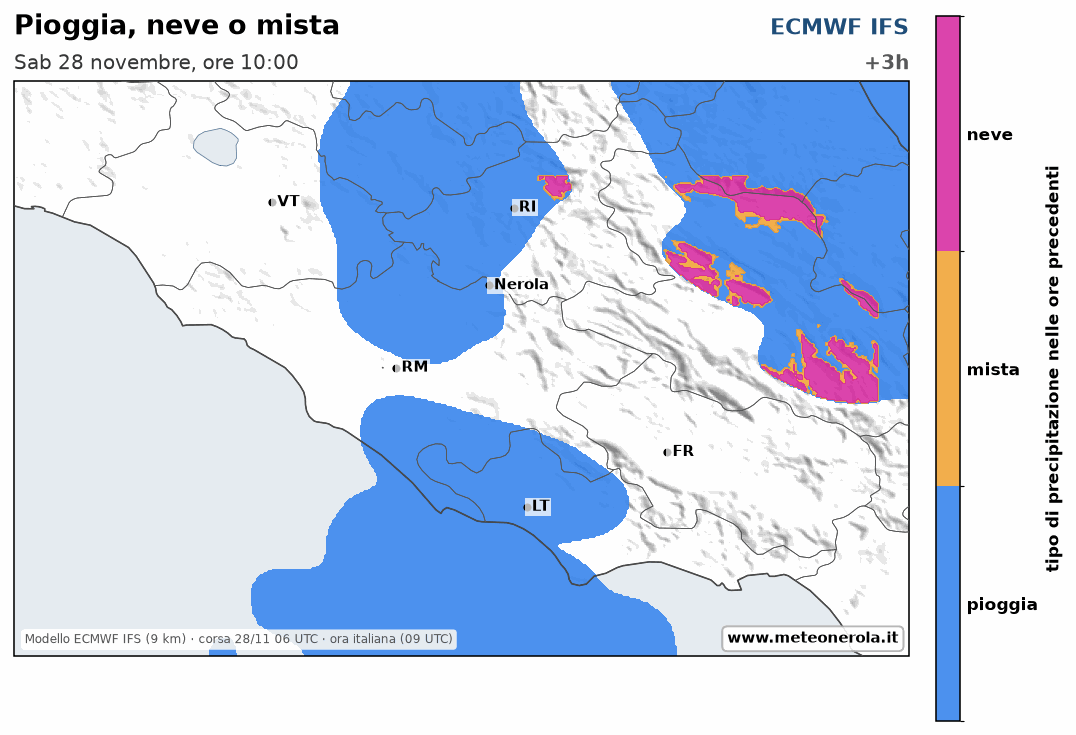 Pioggia, neve o mista
ECMWF IFS
Sab 28 novembre, ore 10:00
+3h
neve
mista
pioggia
tipo di precipitazione nelle ore precedenti
VT
RI
Nerola
RM
FR
LT
Modello ECMWF IFS (9 km) · corsa 28/11 06 UTC · ora italiana (09 UTC)
www.meteonerola.it